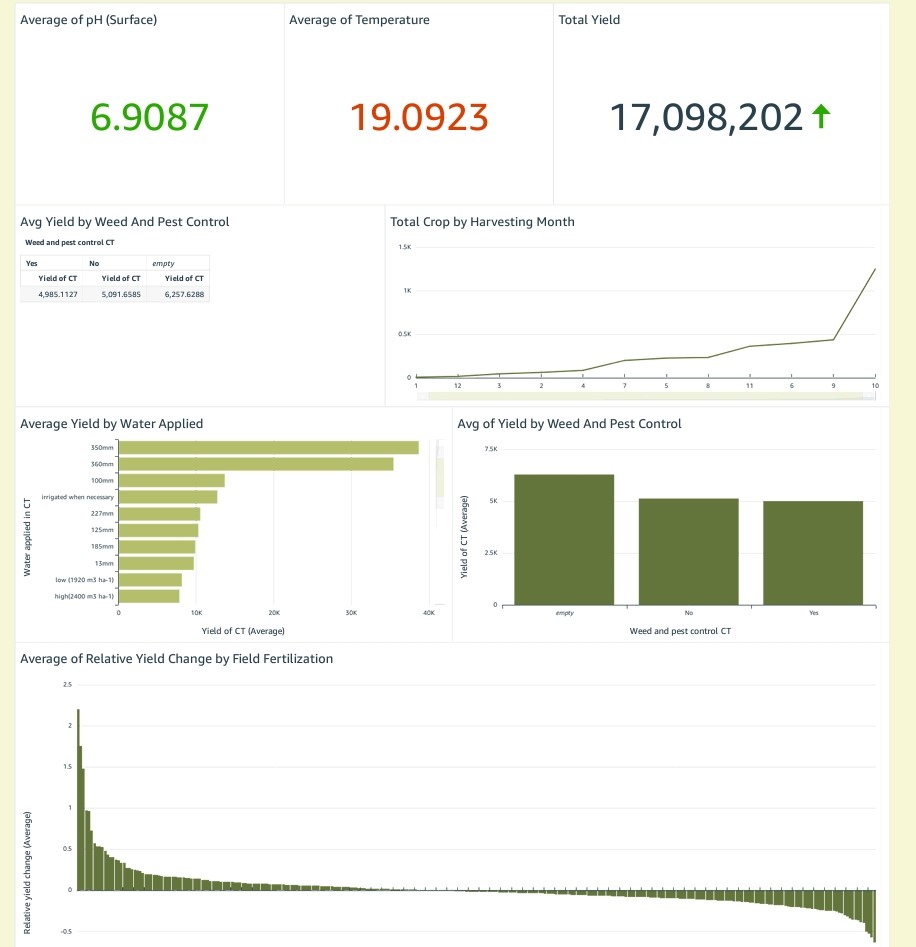 Average of pH (Surface)
Average of Temperature
Total Yield
6.9087
19.0923
17,098,202
Avg Yield by Weed And Pest Control
Weed and pest control CT
Yes No empty
Yield of CT Yield of CT Yield of CT
4,985.1127 5,091.6585 6,257.6288
Total Crop by Harvesting Month
1.5K
1K
0.5K
0
1 12 3 2 4 7 5 8 11 6 9 10
Average Yield by Water Applied
Water applied in CT
350mm
360mm
100mm
irrigated when necessary
227mm
125mm
185mm
13mm
low (1920 m3 ha-1)
high(2400 m3 ha-1)
0 10K 20K 30K 40K
Yield of CT (Average)
Avg of Yield by Weed And Pest Control
Yield of CT (Average)
7.5K
5K
2.5K
0
empty No Yes
Weed and pest control CT
Average of Relative Yield Change by Field Fertilization
Relative yield change (Average)
2.5
2
1.5
1
0.5
0
-0.5